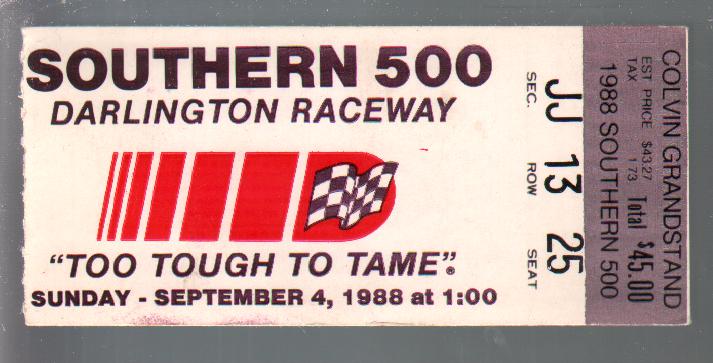 SOUTHERN 500
DARLINGTON RACEWAY
"TOO TOUGH TO TAME".®
SUNDAY - SEPTEMBER 4, 1988 at 1:00
SEC. ROW SEAT
JJ 13 25
COLVIN GRANDSTAND
EST PRICE $43.27 Total $45.00
TAX 1.73
1988 SOUTHERN 500